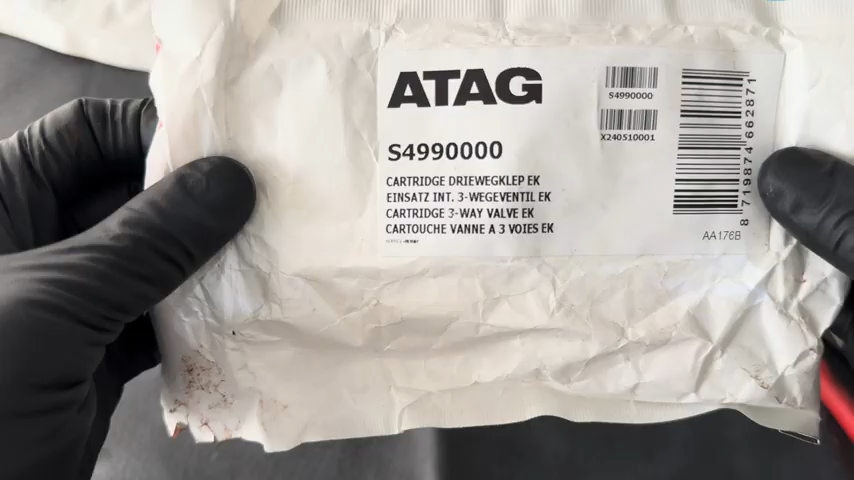 ATAG
S4990000
CARTRIDGE DRIEWEGKLEP EK
EINSATZ INT. 3-WEGEVENTIL EK
CARTRIDGE 3-WAY VALVE EK
CARTOUCHE VANNE A 3 VOIES EK
S4990000
X240510001
8 719874 662871
AA176B